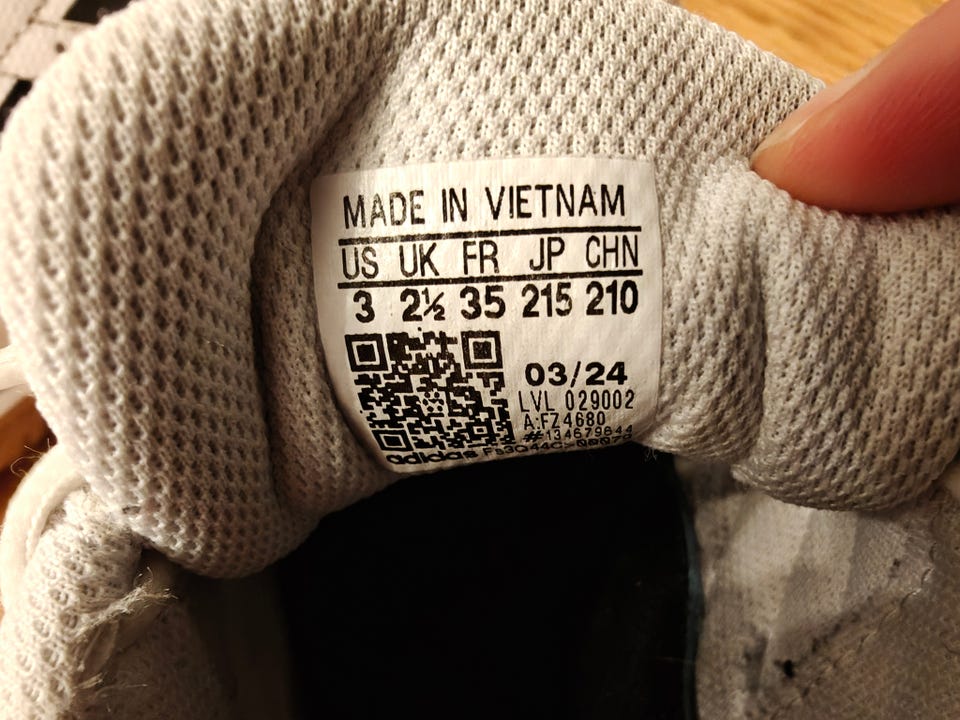 MADE IN VIETNAM
US UK FR JP CHN
3 2½ 35 215 210
03/24
LVL 029002
A:FZ4680
adidas